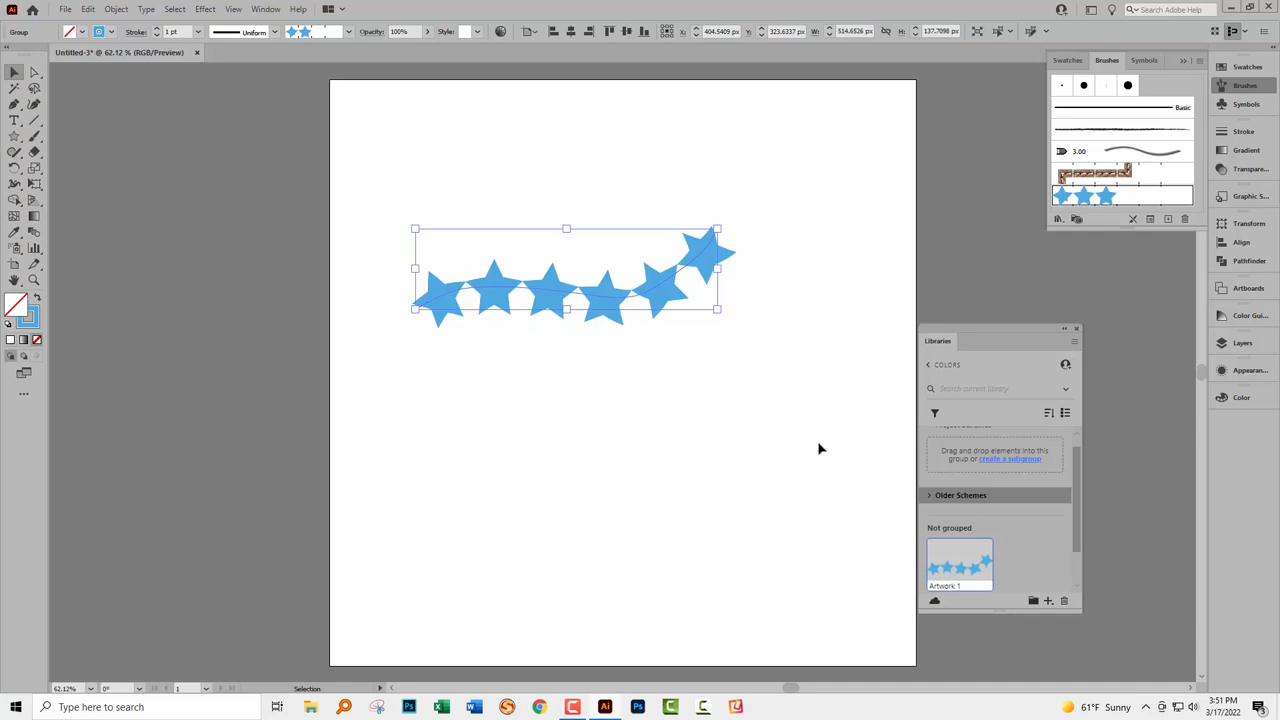 File Edit Object Type Select Effect View Window Help
Search Adobe Help
Group
Stroke: 1 pt Uniform Opacity: 100% Style: X: 404.5409 px Y: 323.6337 px W: 514.6526 px H: 137.7098 px
Untitled-3* @ 62.12 % (RGB/Preview) ×
Swatches Brushes Symbols
Basic
3.00
Swatches
Brushes
Symbols
Stroke
Gradient
Transpare...
Graphic S...
Transform
Align
Pathfinder
Artboards
Color Gui...
Layers
Appearan...
Color
Libraries
COLORS
Search current library
Drag and drop elements into this
group or create a subgroup
Older Schemes
Not grouped
Artwork 1
62.12% 0° 1 Selection
Type here to search
61°F Sunny
3:51 PM
3/17/2022